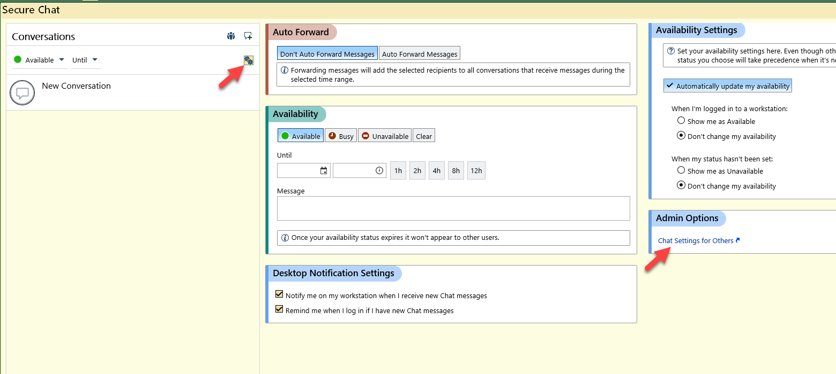 Secure Chat
Conversations
Available Until
New Conversation
Auto Forward
Don't Auto Forward Messages Auto Forward Messages
Forwarding messages will add the selected recipients to all conversations that receive messages during the
selected time range.
Availability
Available Busy Unavailable Clear
Until
1h 2h 4h 8h 12h
Message
Once your availability status expires it won't appear to other users.
Desktop Notification Settings
Notify me on my workstation when I receive new Chat messages
Remind me when I log in if I have new Chat messages
Availability Settings
Set your availability settings here. Even though oth
status you choose will take precedence when it's no
Automatically update my availability
When I'm logged in to a workstation:
Show me as Available
Don't change my availability
When my status hasn't been set:
Show me as Unavailable
Don't change my availability
Admin Options
Chat Settings for Others